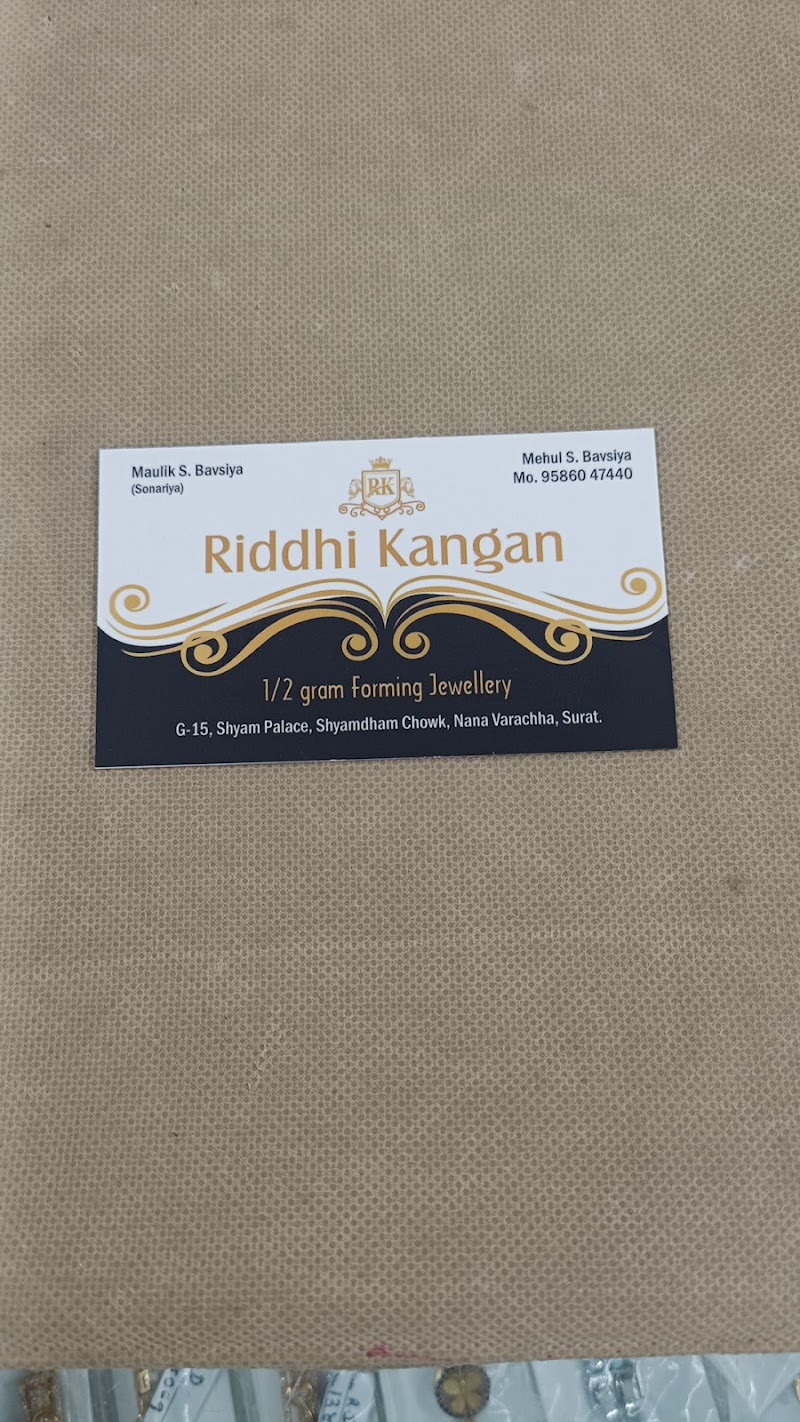 Maulik S. Bavsiya
(Sonariya)
Mehul S. Bavsiya
Mo. 95860 47440
RK
Riddhi Kangan
1/2 gram Forming Jewellery
G-15, Shyam Palace, Shyamdham Chowk, Nana Varachha, Surat.